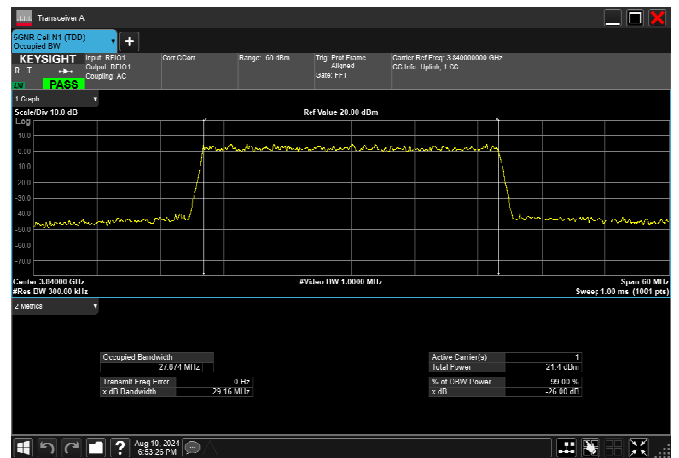 Transceiver A
5GNR Cell N1 (TDD)
Occupied BW
+
KEYSIGHT
R T
PASS
Input: RFIO1
Output: RFIO1
Coupling: AC
Corr CCorr
Range: 60 dBm
Trig: Prot Frame
Aligned
Gate: FFT
Carrier Ref Freq: 3.840000000 GHz
CC Info: Uplink, 1 CC
1 Graph
Scale/Div 10.0 dB
Ref Value 20.00 dBm
Log
10.0
0.00
10.0
-20.0
-30.0
-40.0
-50.0
-60.0
-70.0
Center 3.84000 GHz
#Video BW 1.0000 MHz
Span 60 MHz
#Res BW 300.00 kHz
Sweep 1.00 ms (1001 pts)
2 Metrics
Occupied Bandwidth
27.874 MHz
Transmit Freq Error
0 Hz
x dB Bandwidth
29.16 MHz
Active Carrier(s)
1
Total Power
21.4 dBm
% of OBW Power
99.00 %
x dB
-26.00 dB
?
Aug 10, 2024
6:53:26 PM